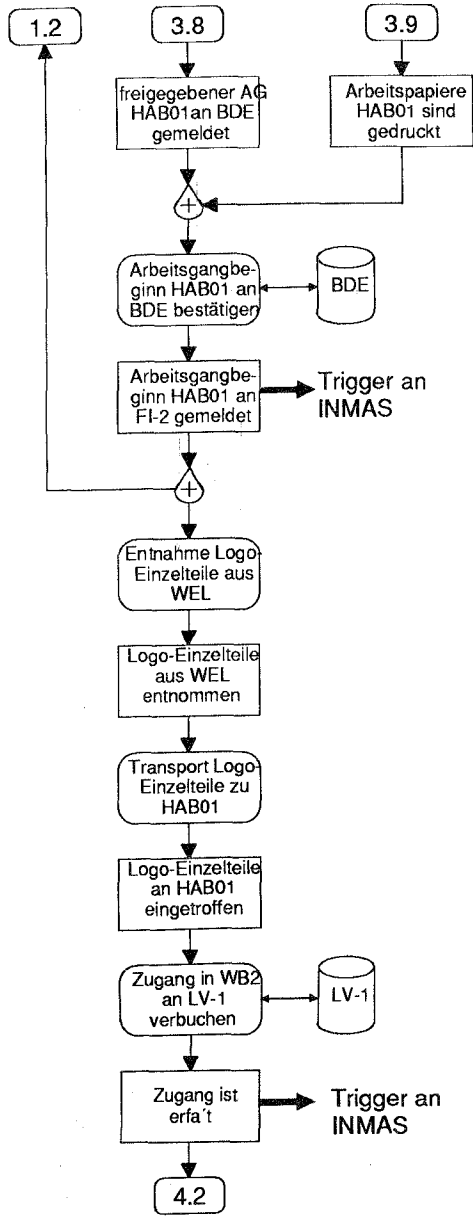 1.2
3.8
3.9
freigegebener AG
HAB01an BDE
gemeldet
Arbeitspapiere
HAB01 sind
gedruckt
+
Arbeitsgangbe-
ginn HAB01 an
BDE bestätigen
BDE
Arbeitsgangbe-
ginn HAB01 an
FI-2 gemeldet
Trigger an
INMAS
+
Entnahme Logo-
Einzelteile aus
WEL
Logo-Einzelteile
aus WEL
entnommen
Transport Logo-
Einzelteile zu
HAB01
Logo-Einzelteile
an HAB01
eingetroffen
Zugang in WB2
an LV-1
verbuchen
LV-1
Zugang ist
erfa´t
Trigger an
INMAS
4.2